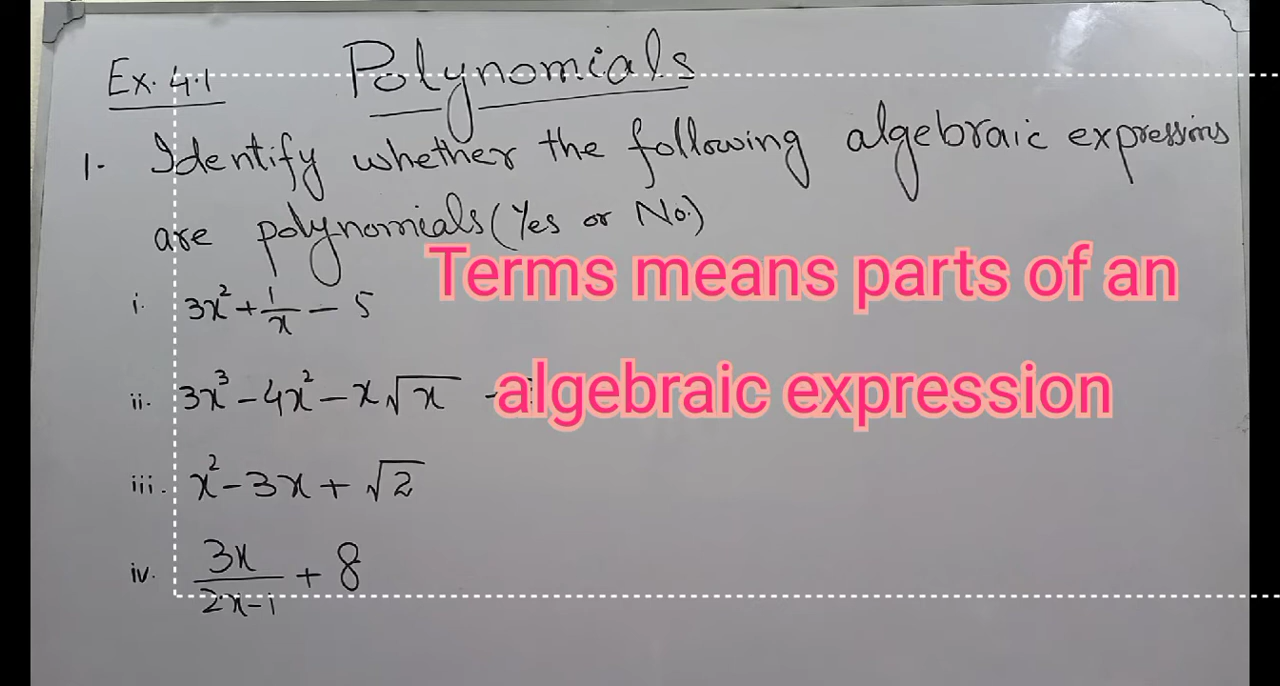 Ex. 4.1 Polynomials
1- Identify whether the following algebraic expressions
are polynomials (Yes or No.)
Terms means parts of an
i. 3x² + 1/x - 5
algebraic expression
ii. 3x³ - 4x² - x√x -
iii. x² - 3x + √2
iv. 3x/2x-1 + 8